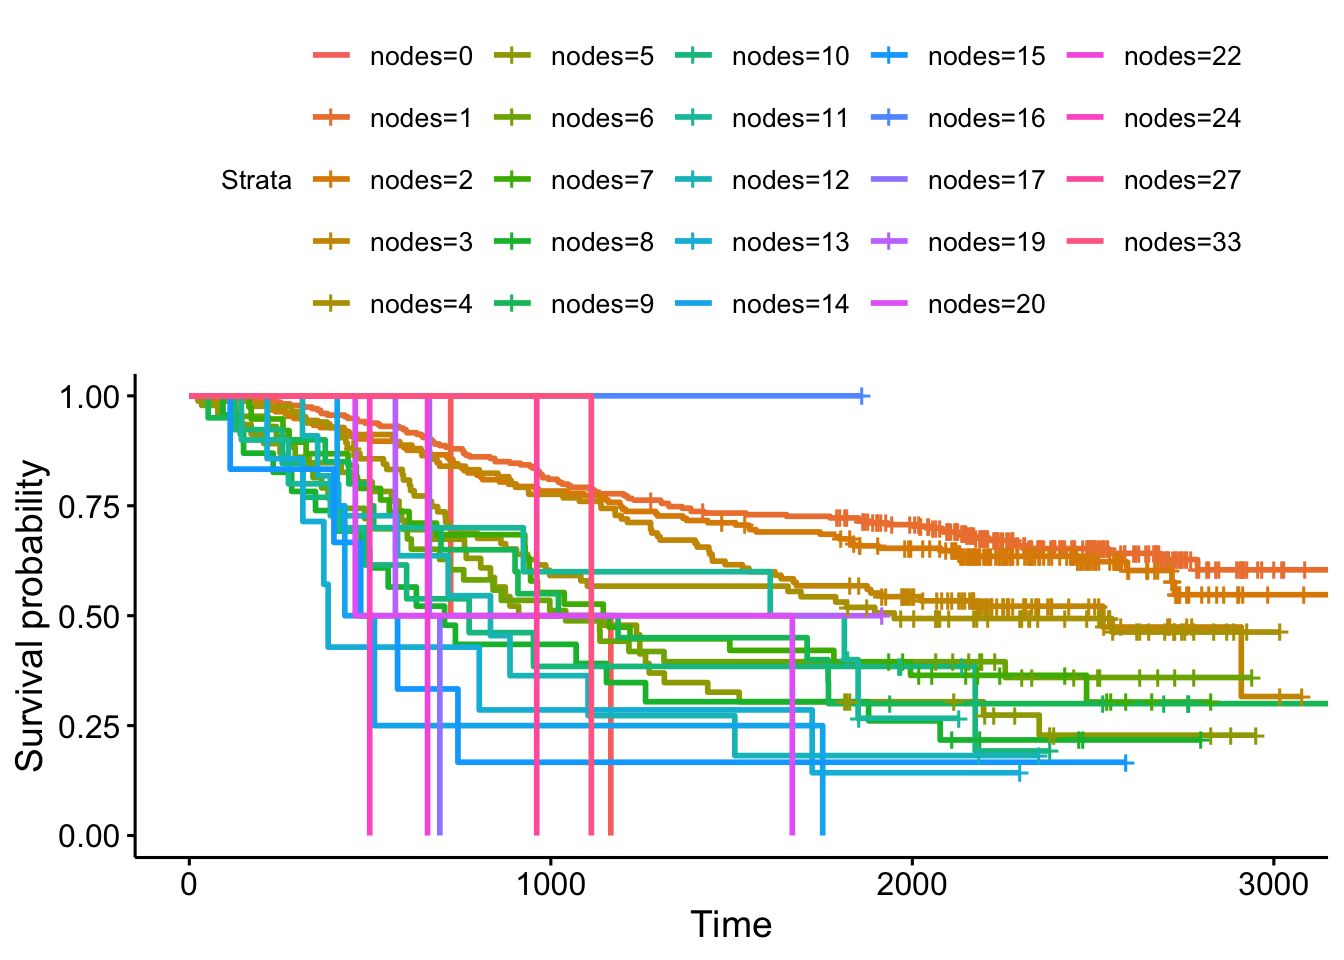 nodes=0 nodes=5 nodes=10 nodes=15 nodes=22
nodes=1 nodes=6 nodes=11 nodes=16 nodes=24
Strata nodes=2 nodes=7 nodes=12 nodes=17 nodes=27
nodes=3 nodes=8 nodes=13 nodes=19 nodes=33
nodes=4 nodes=9 nodes=14 nodes=20
Survival probability
1.00
0.75
0.50
0.25
0.00
0 1000 2000 3000
Time